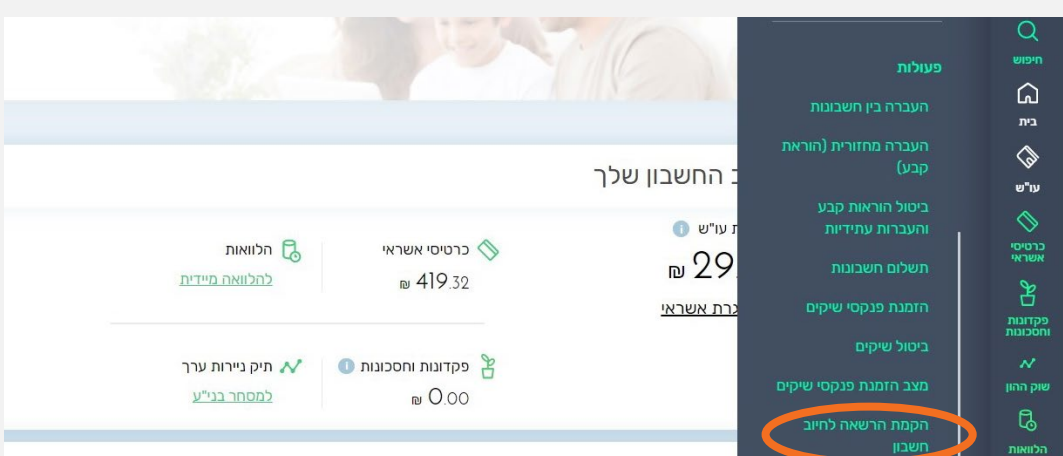 חיפוש
בית
עו"ש
כרטיסי
אשראי
פקדונות
וחסכונות
שוק ההון
הלוואות
פעולות
העברה בין חשבונות
העברה מחזורית (הוראת
קבע)
ביטול הוראות קבע
והעברות עתידיות
תשלום חשבונות
הזמנת פנקסי שיקים
ביטול שיקים
מצב הזמנת פנקסי שיקים
הקמת הרשאה לחיוב
חשבון
החשבון שלך
עו"ש
29. ₪
אשראי
כרטיסי אשראי
419.32 ₪
הלוואות
להלוואה מיידית
פקדונות וחסכונות
0.00 ₪
תיק ניירות ערך
למסחר בני"ע